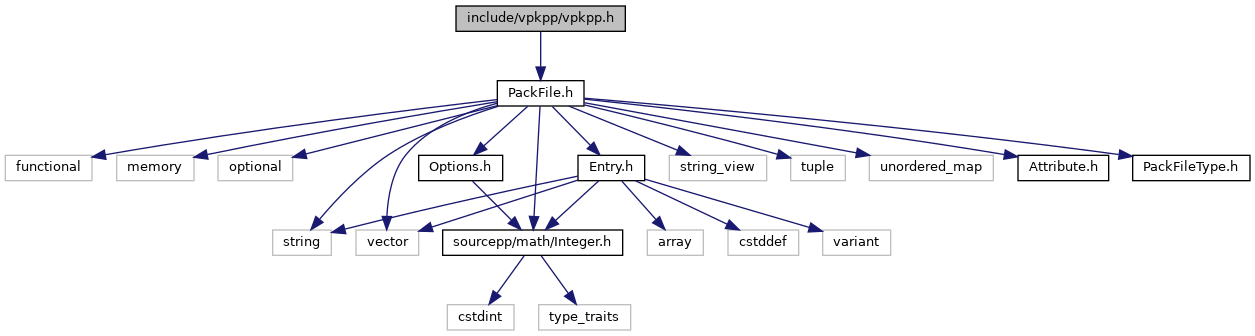 include/vpkpp/vpkpp.h
PackFile.h
functional
memory
optional
Options.h
Entry.h
string_view
tuple
unordered_map
Attribute.h
PackFileType.h
string
vector
sourcepp/math/Integer.h
array
cstddef
variant
cstdint
type_traits